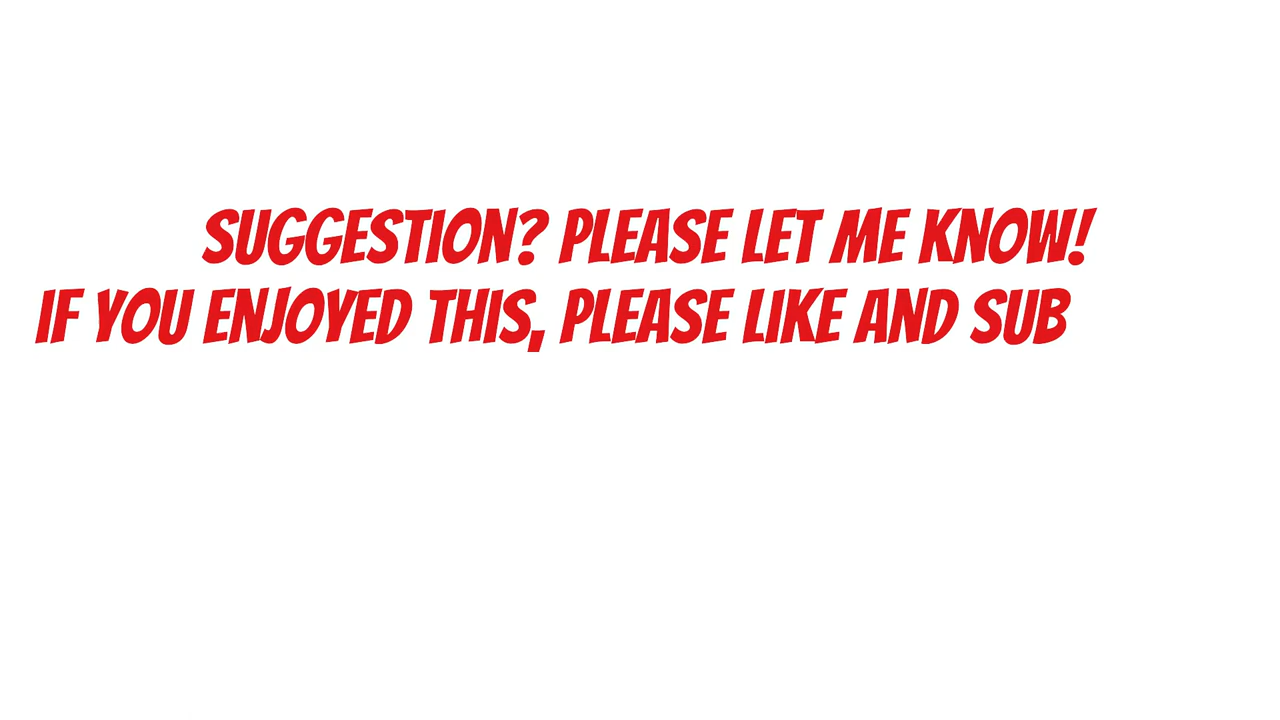 SUGGESTION? PLEASE LET ME KNOW!
IF YOU ENJOYED THIS, PLEASE LIKE AND SUB